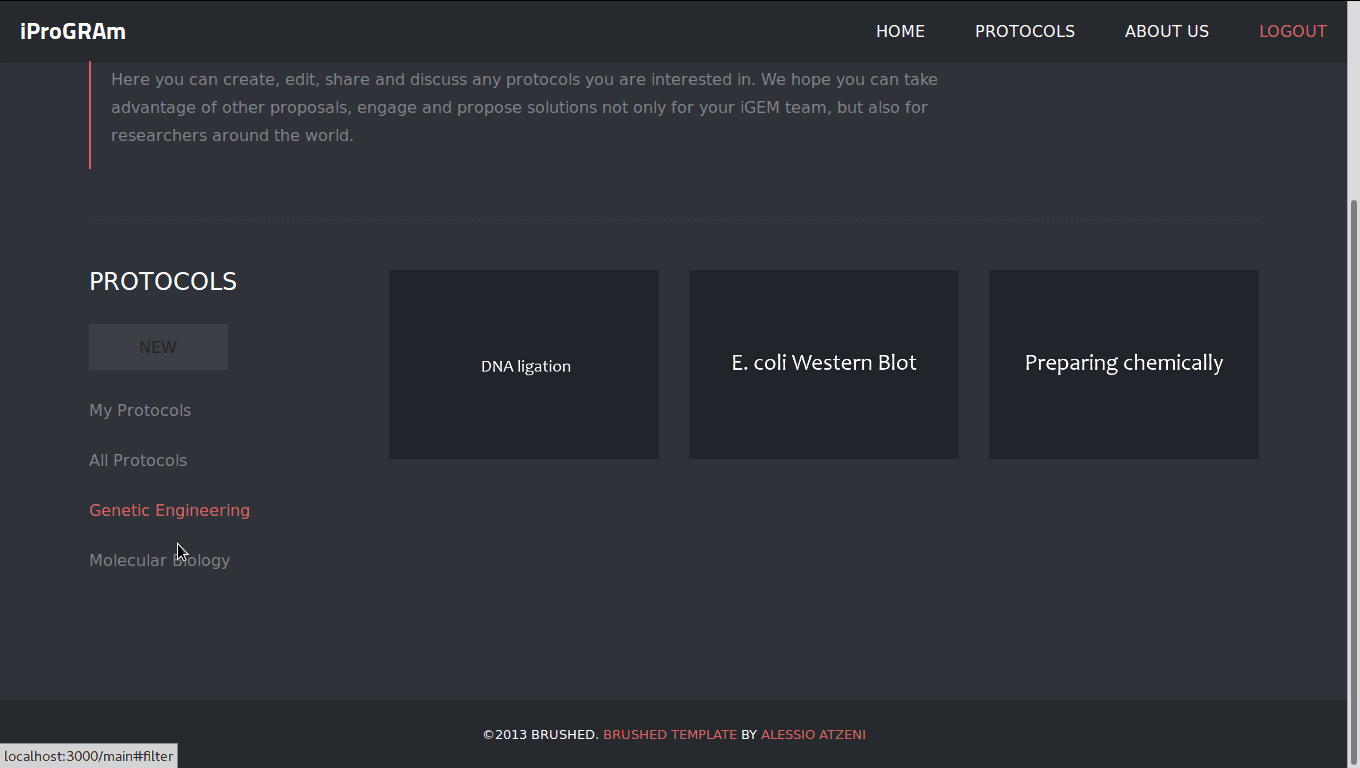 iProGRAm
HOME
PROTOCOLS
ABOUT US
LOGOUT
Here you can create, edit, share and discuss any protocols you are interested in. We hope you can take
advantage of other proposals, engage and propose solutions not only for your iGEM team, but also for
researchers around the world.
PROTOCOLS
NEW
My Protocols
All Protocols
Genetic Engineering
Molecular Biology
DNA ligation
E. coli Western Blot
Preparing chemically
©2013 BRUSHED. BRUSHED TEMPLATE BY ALESSIO ATZENI
localhost:3000/main#filter